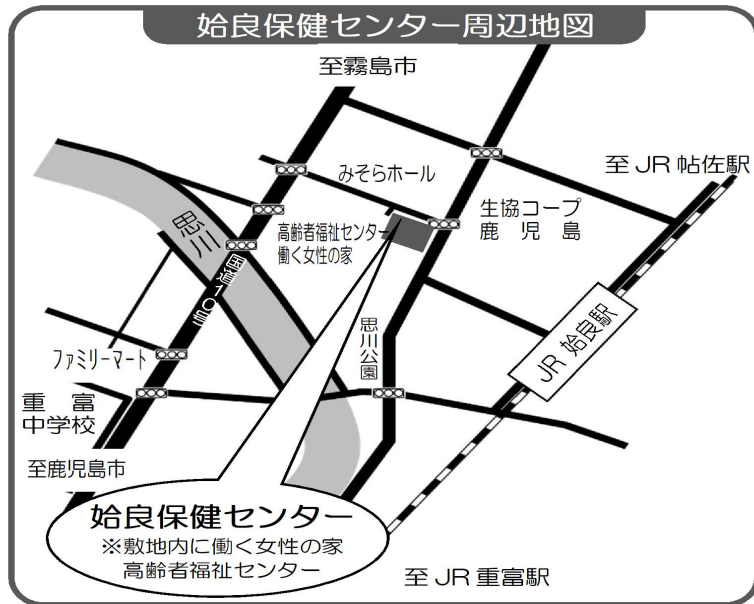 姶良保健センター周辺地図
至霧島市
みそらホール
至JR帖佐駅
生協コープ
鹿児島
高齢者福祉センター
働く女性の家
思川
国道10号
思川公園
JR 姶良駅
ファミリーマート
重富
中学校
至鹿児島市
姶良保健センター
※敷地内に働く女性の家
高齢者福祉センター
至JR重富駅